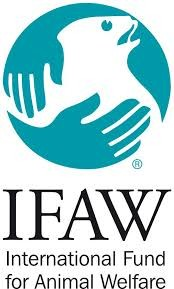 ®
IFAW
International Fund
for Animal Welfare